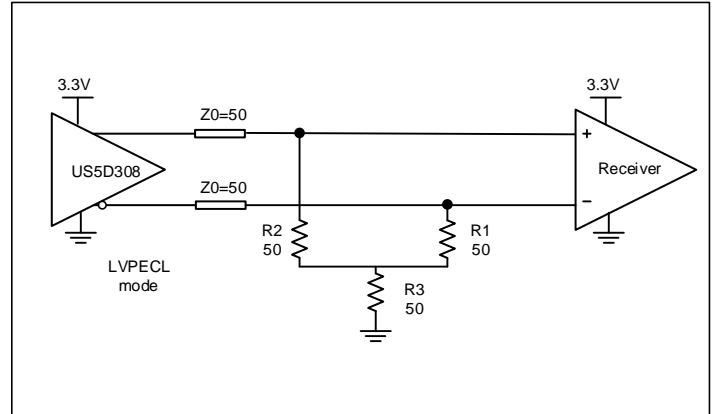 3.3V
3.3V
Z0=50
+
US5D308
Receiver
Z0=50
−
R2
50
R1
50
LVPECL
mode
R3
50